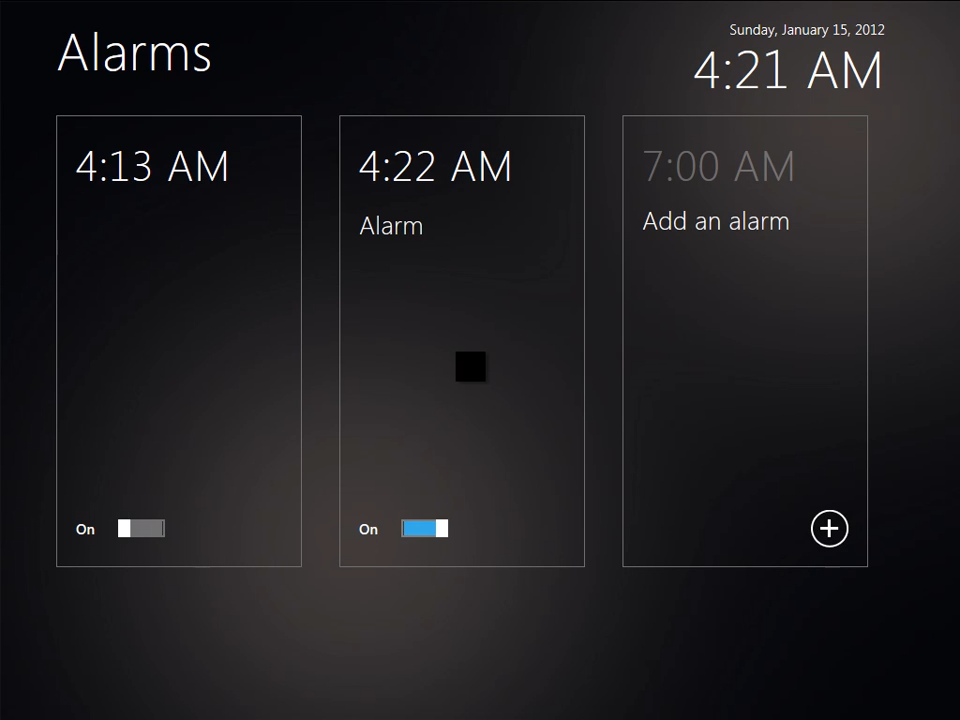 Alarms
Sunday, January 15, 2012
4:21 AM
4:13 AM
On
4:22 AM
Alarm
On
7:00 AM
Add an alarm